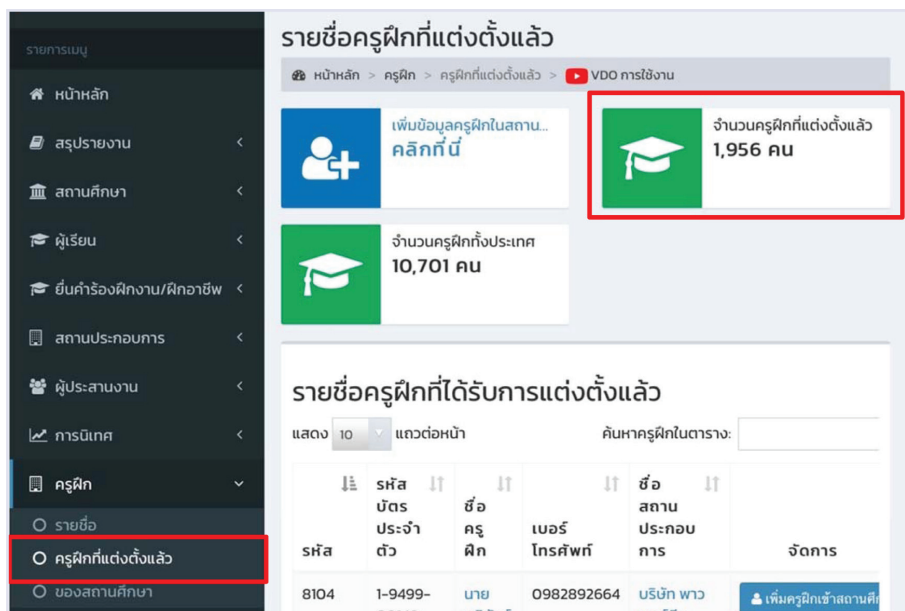 รายการเมนู
หน้าหลัก
สรุปรายงาน
สถานศึกษา
ผู้เรียน
ยื่นคำร้องฝึกงาน/ฝึกอาชีพ
สถานประกอบการ
ผู้ประสานงาน
การนิเทศ
ครูฝึก
รายชื่อ
ครูฝึกที่แต่งตั้งแล้ว
ของสถานศึกษา
รายชื่อครูฝึกที่แต่งตั้งแล้ว
หน้าหลัก > ครูฝึก > ครูฝึกที่แต่งตั้งแล้ว > VDO การใช้งาน
เพิ่มข้อมูลครูฝึกในสถาน...
คลิกที่นี่
จำนวนครูฝึกที่แต่งตั้งแล้ว
1,956 คน
จำนวนครูฝึกทั้งประเทศ
10,701 คน
รายชื่อครูฝึกที่ได้รับการแต่งตั้งแล้ว
แสดง 10 แถวต่อหน้า
ค้นหาครูฝึกในตาราง:
รหัส
รหัส
บัตร
ประจำ
ตัว
ชื่อ
ครู
ฝึก
เบอร์
โทรศัพท์
ชื่อ
สถาน
ประกอบ
การ
จัดการ
8104
1-9499-
นาย
0982892664
บริษัท พาว
เพิ่มครูฝึกเข้าสถานศึก